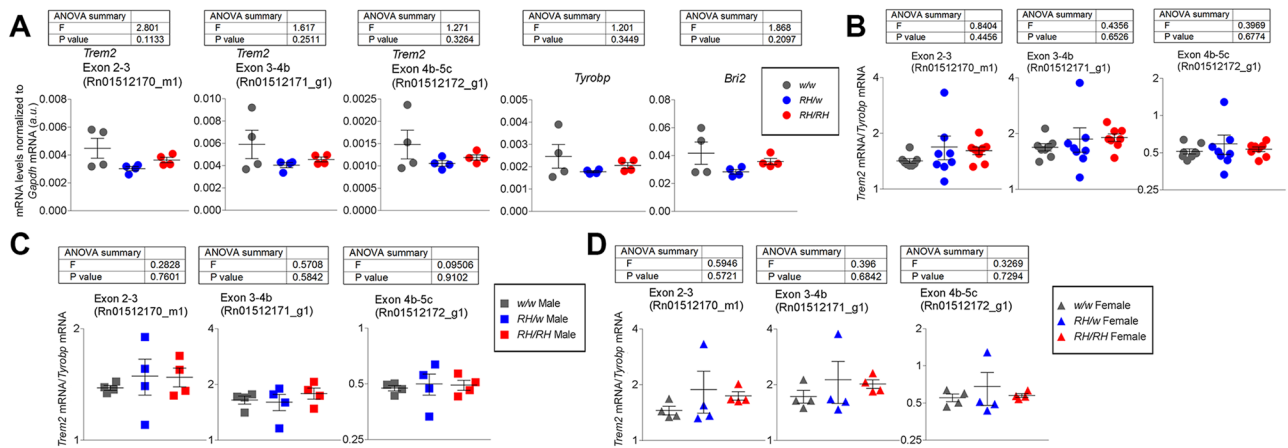 A
ANOVA summary
F 2.801
P value 0.1133
ANOVA summary
F 1.617
P value 0.2511
ANOVA summary
F 1.271
P value 0.3264
ANOVA summary
F 1.201
P value 0.3449
ANOVA summary
F 1.868
P value 0.2097
mRNA levels normalized to
Gapdh mRNA (a.u.)
Trem2
Exon 2-3
(Rn01512170_m1)
0.008
0.006
0.004
0.002
0.000
Trem2
Exon 3-4b
(Rn01512171_g1)
0.010
0.008
0.006
0.004
0.002
0.000
Trem2
Exon 4b-5c
(Rn01512172_g1)
0.0025
0.0020
0.0015
0.0010
0.0005
0.0000
Tyrobp
0.005
0.004
0.003
0.002
0.001
0.000
Bri2
0.08
0.06
0.04
0.02
0.00
w/w
RH/w
RH/RH
B
ANOVA summary
F 0.8404
P value 0.4456
ANOVA summary
F 0.4356
P value 0.6526
ANOVA summary
F 0.3969
P value 0.6774
Trem2 mRNA/Tyrobp mRNA
Exon 2-3
(Rn01512170_m1)
4
2
1
Exon 3-4b
(Rn01512171_g1)
4
2
1
Exon 4b-5c
(Rn01512172_g1)
2
1
0.5
0.25
C
ANOVA summary
F 0.2828
P value 0.7601
ANOVA summary
F 0.5708
P value 0.5842
ANOVA summary
F 0.09506
P value 0.9102
Trem2 mRNA/Tyrobp mRNA
Exon 2-3
(Rn01512170_m1)
2
1
Exon 3-4b
(Rn01512171_g1)
4
2
1
Exon 4b-5c
(Rn01512172_g1)
1
0.5
0.25
w/w Male
RH/w Male
RH/RH Male
D
ANOVA summary
F 0.5946
P value 0.5721
ANOVA summary
F 0.396
P value 0.6842
ANOVA summary
F 0.3269
P value 0.7294
Trem2 mRNA/Tyrobp mRNA
Exon 2-3
(Rn01512170_m1)
4
2
1
Exon 3-4b
(Rn01512171_g1)
4
2
1
Exon 4b-5c
(Rn01512172_g1)
2
1
0.5
0.25
w/w Female
RH/w Female
RH/RH Female